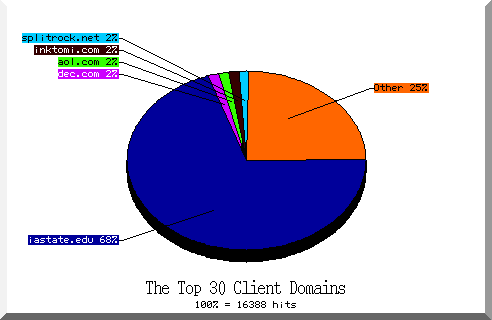 splitrock.net 2%
inktomi.com 2%
aol.com 2%
dec.com 2%
Other 25%
iastate.edu 68%
The Top 30 Client Domains
100% = 16388 hits